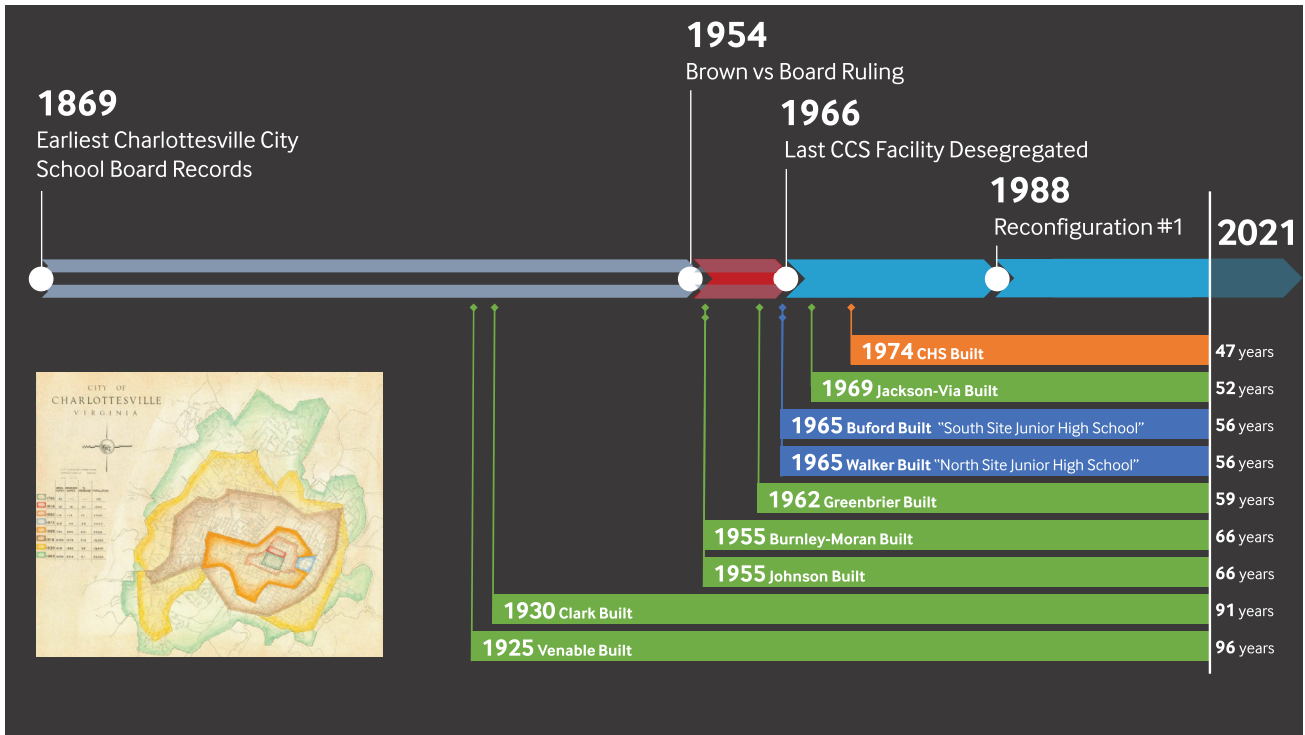 1954
Brown vs Board Ruling
1869
Earliest Charlottesville City
School Board Records
1966
Last CCS Facility Desegregated
1988
Reconfiguration #1
2021
1974 CHS Built
47 years
1969 Jackson-Via Built
52 years
1965 Buford Built "South Site Junior High School"
56 years
1965 Walker Built "North Site Junior High School"
56 years
1962 Greenbrier Built
59 years
1955 Burnley-Moran Built
66 years
1955 Johnson Built
66 years
1930 Clark Built
91 years
1925 Venable Built
96 years
CITY OF
CHARLOTTESVILLE
VIRGINIA